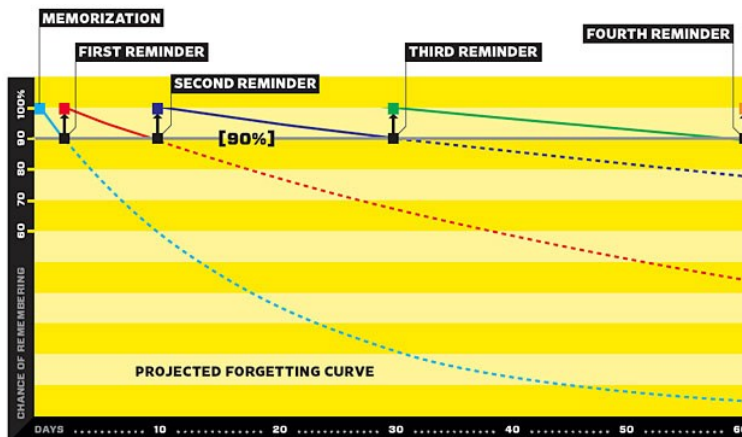 MEMORIZATION
FIRST REMINDER
SECOND REMINDER
THIRD REMINDER
FOURTH REMINDER
100%
90
[90%]
80
70
60
CHANCE OF REMEMBERING
PROJECTED FORGETTING CURVE
DAYS 10 20 30 40 50